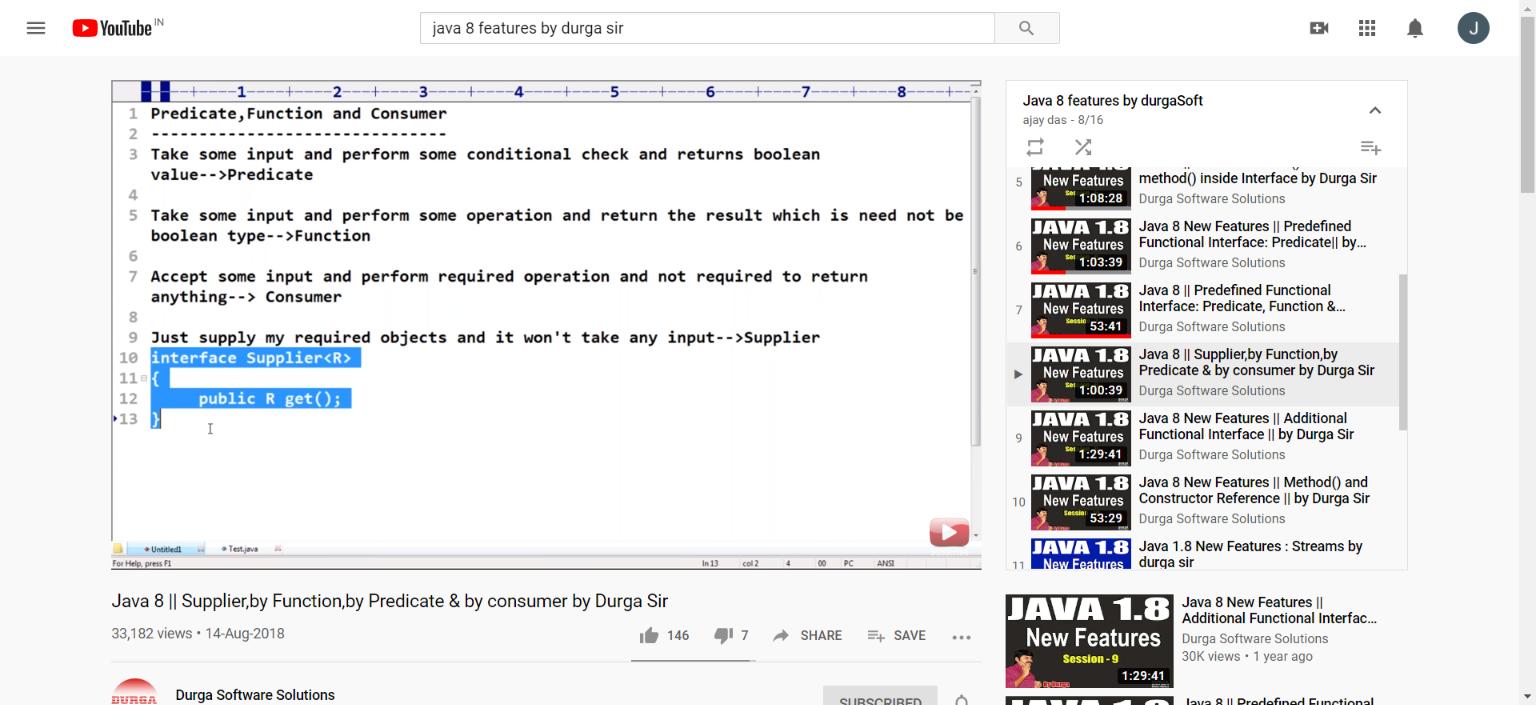 YouTube IN
java 8 features by durga sir
J
1 2 3 4 5 6 7 8
1 Predicate,Function and Consumer
2 -------------------------------
3 Take some input and perform some conditional check and returns boolean
value-->Predicate
4
5 Take some input and perform some operation and return the result which is need not be
boolean type-->Function
6
7 Accept some input and perform required operation and not required to return
anything--> Consumer
8
9 Just supply my required objects and it won't take any input-->Supplier
10 interface Supplier<R>
11 {
12 public R get();
13 }
Untitled1 Test.java
For Help, press F1 ln 13 col 2 4 00 PC ANSI
Java 8 || Supplier,by Function,by Predicate & by consumer by Durga Sir
33,182 views • 14-Aug-2018
146 7 SHARE SAVE
Durga Software Solutions
SUBSCRIBED
DURGA
Java 8 features by durgaSoft
ajay das - 8/16
5
New Features
1:08:28
method() inside Interface by Durga Sir
Durga Software Solutions
6
JAVA 1.8
New Features
1:03:39
Java 8 New Features || Predefined
Functional Interface: Predicate|| by...
Durga Software Solutions
7
JAVA 1.8
New Features
53:41
Java 8 || Predefined Functional
Interface: Predicate, Function &...
Durga Software Solutions
JAVA 1.8
New Features
1:00:39
Java 8 || Supplier,by Function,by
Predicate & by consumer by Durga Sir
Durga Software Solutions
9
JAVA 1.8
New Features
1:29:41
Java 8 New Features || Additional
Functional Interface || by Durga Sir
Durga Software Solutions
10
JAVA 1.8
New Features
53:29
Java 8 New Features || Method() and
Constructor Reference || by Durga Sir
Durga Software Solutions
11
JAVA 1.8
New Features
Java 1.8 New Features : Streams by
durga sir
JAVA 1.8
New Features
Session - 9
By Durga
1:29:41
Java 8 New Features ||
Additional Functional Interfac...
Durga Software Solutions
30K views • 1 year ago
JAVA 1.8
Java 8 || Predefined Functional